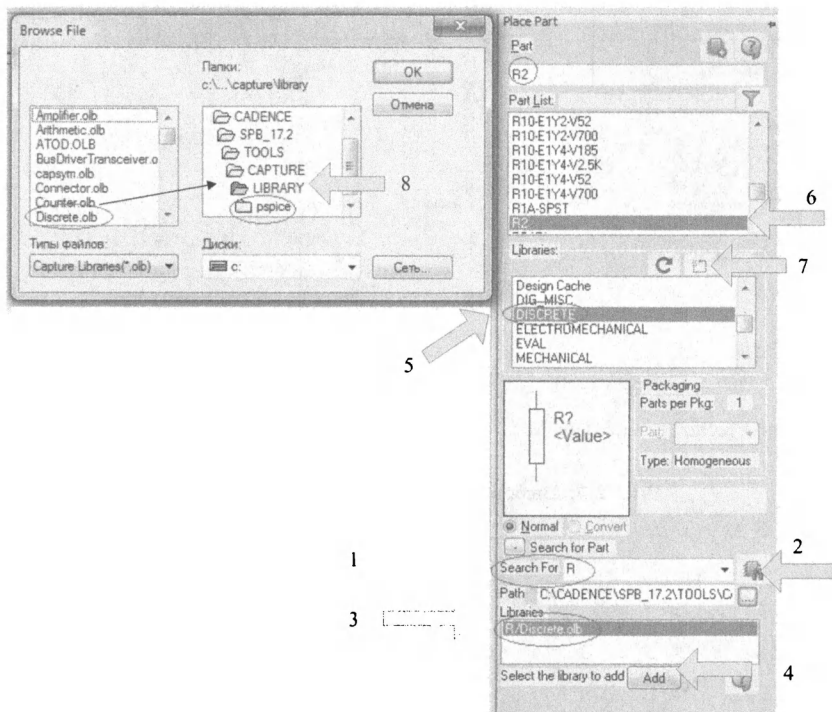 Browse File
Папки:
c:\...\capture\library
OK
Отмена
Amplifier.olb
Arithmetic.olb
ATOD.OLB
BusDriverTransceiver.o
capsym.olb
Connector.olb
Counter.olb
Discrete.olb
CADENCE
SPB_17.2
TOOLS
CAPTURE
LIBRARY
pspice
8
Типы файлов:
Capture Libraries(*.olb)
Диски:
c:
Сеть...
Place Part
Part
R2
Part List:
R10-E1Y2-V52
R10-E1Y2-V700
R10-E1Y4-V185
R10-E1Y4-V2.5K
R10-E1Y4-V52
R10-E1Y4-V700
R1A-SPST
R2
6
Libraries:
7
Design Cache
DIG_MISC
DISCRETE
ELECTROMECHANICAL
EVAL
MECHANICAL
5
R?
<Value>
Packaging
Parts per Pkg: 1
Part:
Type: Homogeneous
Normal Convert
Search for Part
1
Search For R
2
Path C:\CADENCE\SPB_17.2\TOOLS\C
Libraries
3
R/Discrete.olb
Select the library to add Add
4